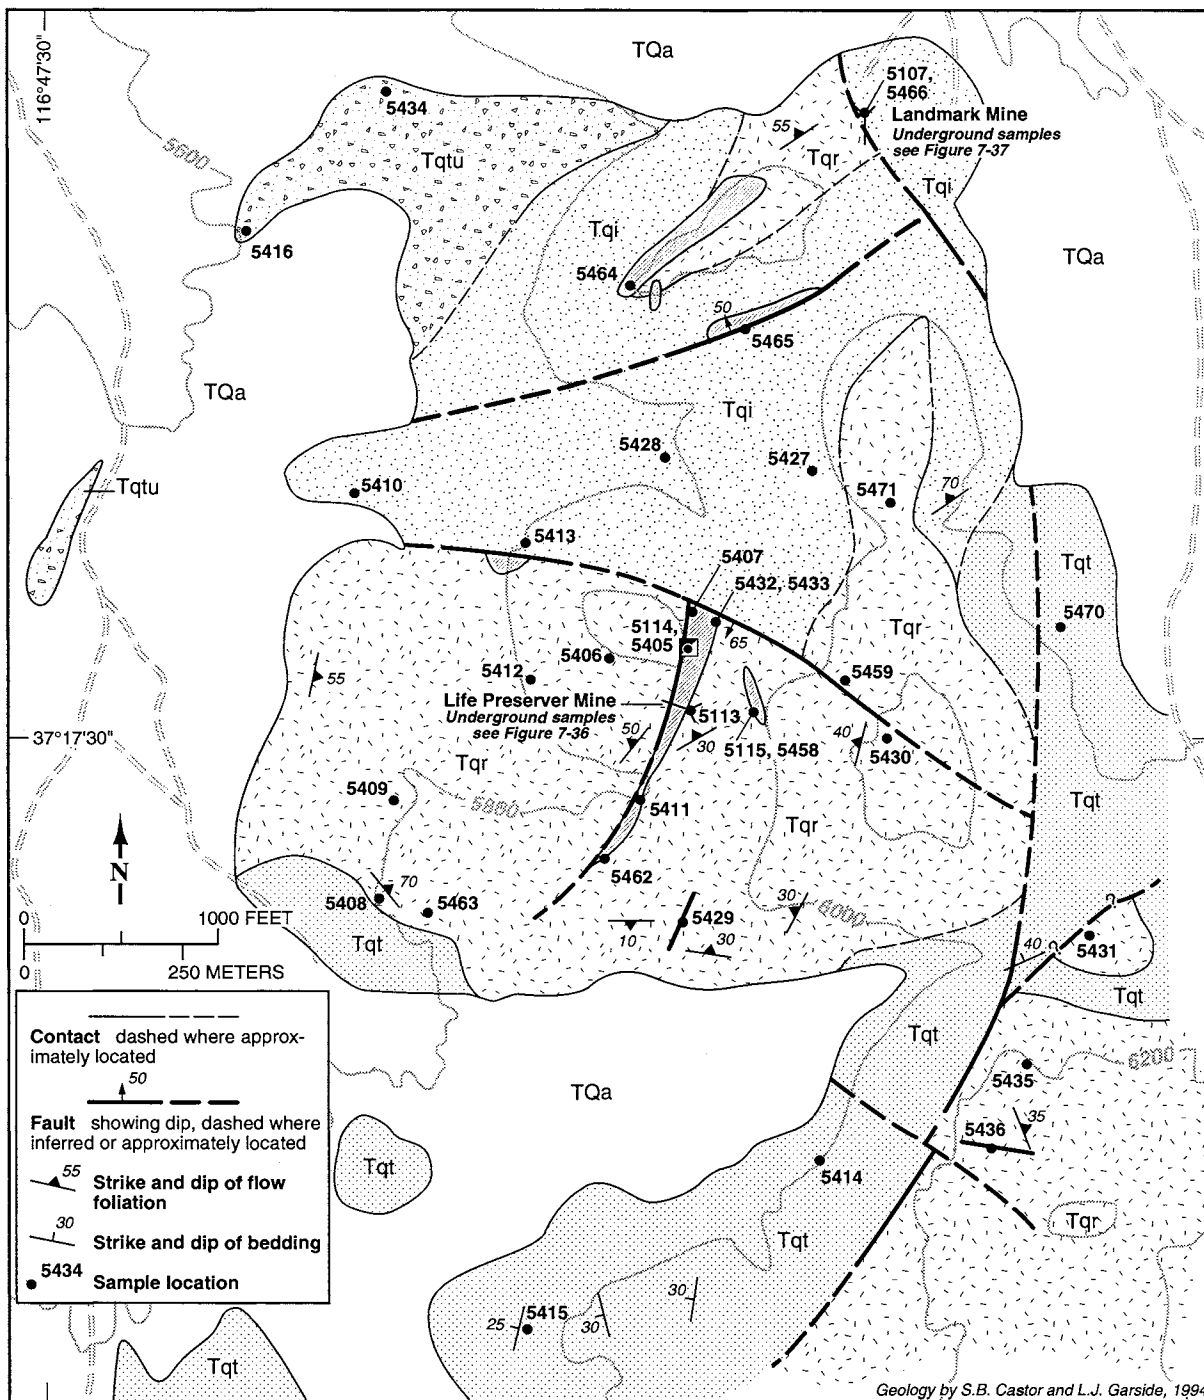 116°47'30"
TQa
5434
5107,
5466
Landmark Mine
Underground samples
see Figure 7-37
55
Tqr
5500
Tqtu
Tqi
5416
Tqi
TQa
5464
50
5465
TQa
Tqi
5428
5427
5471
70
Tqtu
5410
5413
5407
5432, 5433
Tqt
5470
5114,
5405
65
Tqr
5406
5412
5459
55
Life Preserver Mine
Underground samples
see Figure 7-36
5113
50
30
5115, 5458
40
5430
37°17'30"
Tqr
5409
5411
Tqr
Tqt
N
5462
0
1000 FEET
0
250 METERS
70
5408
5463
Tqt
5429
10
30
30
6000
?
5431
40
?
Tqt
Contact dashed where approx-
imately located
50
Fault showing dip, dashed where
inferred or approximately located
55
Strike and dip of flow
foliation
30
Strike and dip of bedding
5434
Sample location
TQa
Tqt
6200
5435
5436
35
Tqt
5414
Tqr
Tqt
5415
25
30
30
Tqt
Geology by S.B. Castor and L.J. Garside, 1994